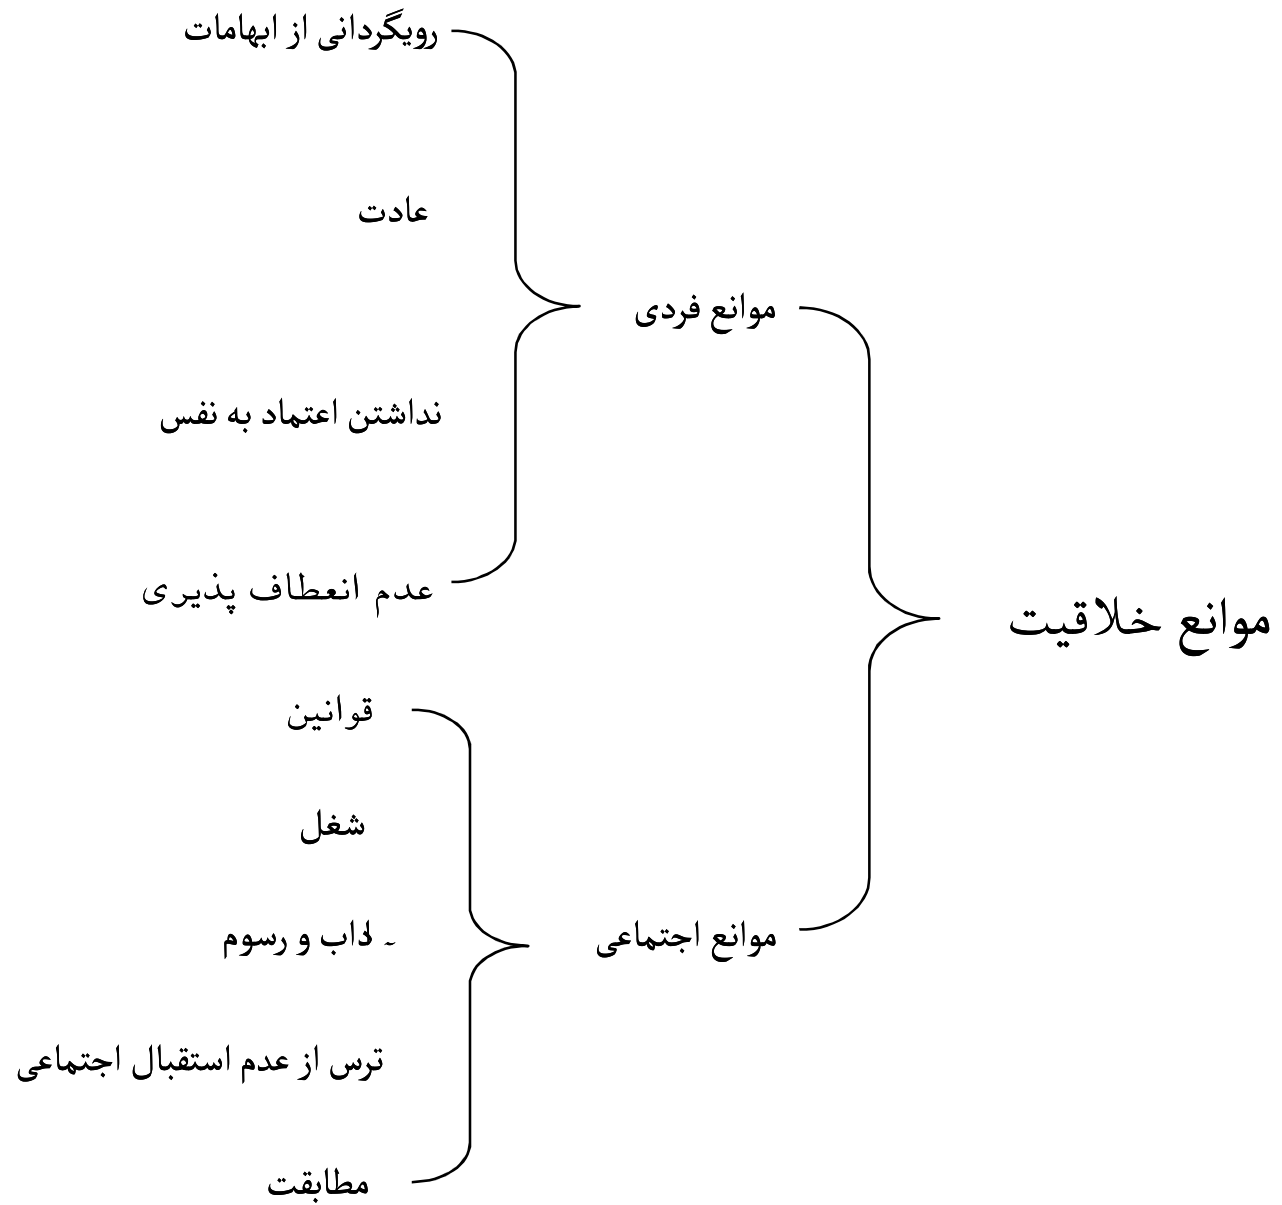 موانع خلاقیت
موانع فردی
رویگردانی از ابهامات
عادت
نداشتن اعتماد به نفس
عدم انعطاف پذیری
موانع اجتماعی
قوانین
شغل
آداب و رسوم
ترس از عدم استقبال اجتماعی
مطابقت